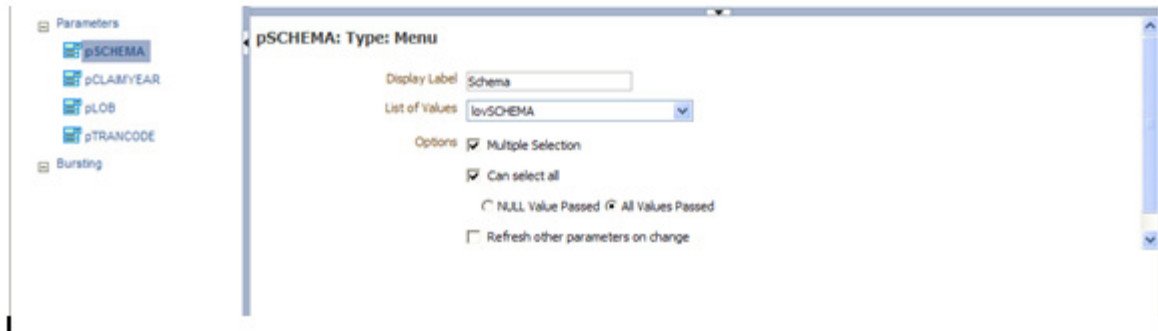 Parameters
pSCHEMA
pCLAIMYEAR
pLOB
pTRANCODE
Bursting
pSCHEMA: Type: Menu
Display Label Schema
List of Values lovSCHEMA
Options Multiple Selection
Can select all
NULL Value Passed All Values Passed
Refresh other parameters on change